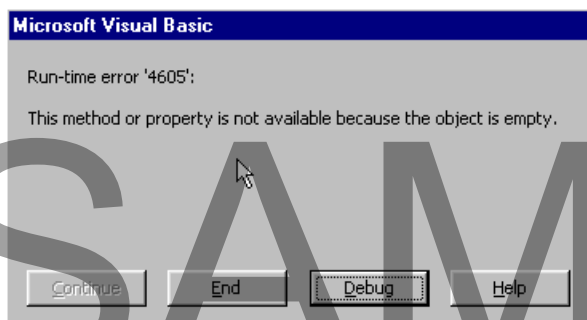 Microsoft Visual Basic
Run-time error '4605':
This method or property is not available because the object is empty.
Continue
End
Debug
Help
SAM